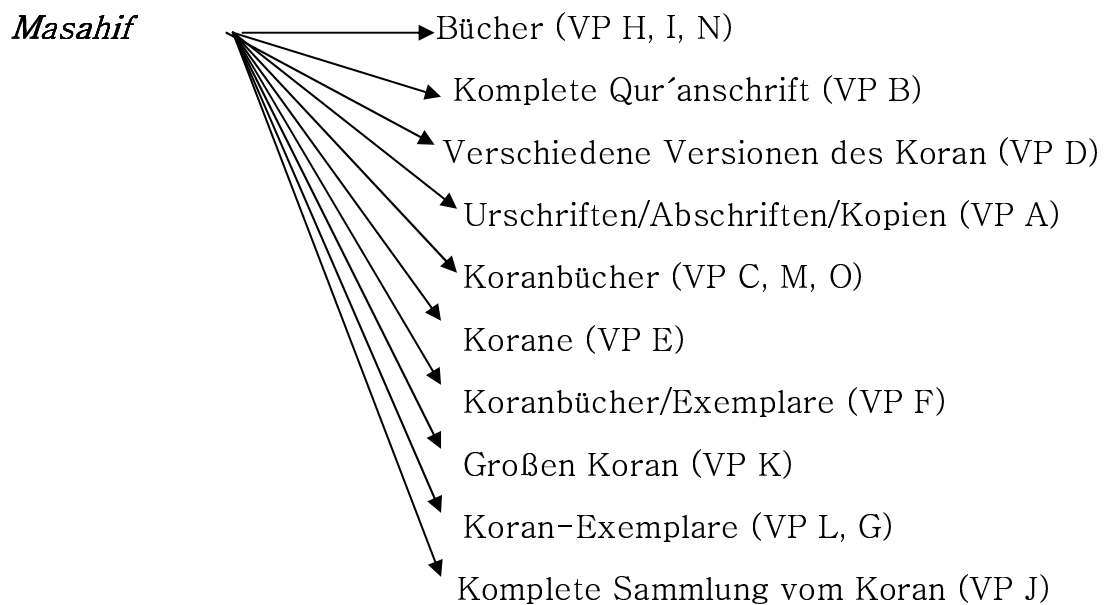 Masahif Bücher (VP H, I, N)
Komplete Qur´anschrift (VP B)
Verschiedene Versionen des Koran (VP D)
Urschriften/Abschriften/Kopien (VP A)
Koranbücher (VP C, M, O)
Korane (VP E)
Koranbücher/Exemplare (VP F)
Großen Koran (VP K)
Koran-Exemplare (VP L, G)
Komplete Sammlung vom Koran (VP J)